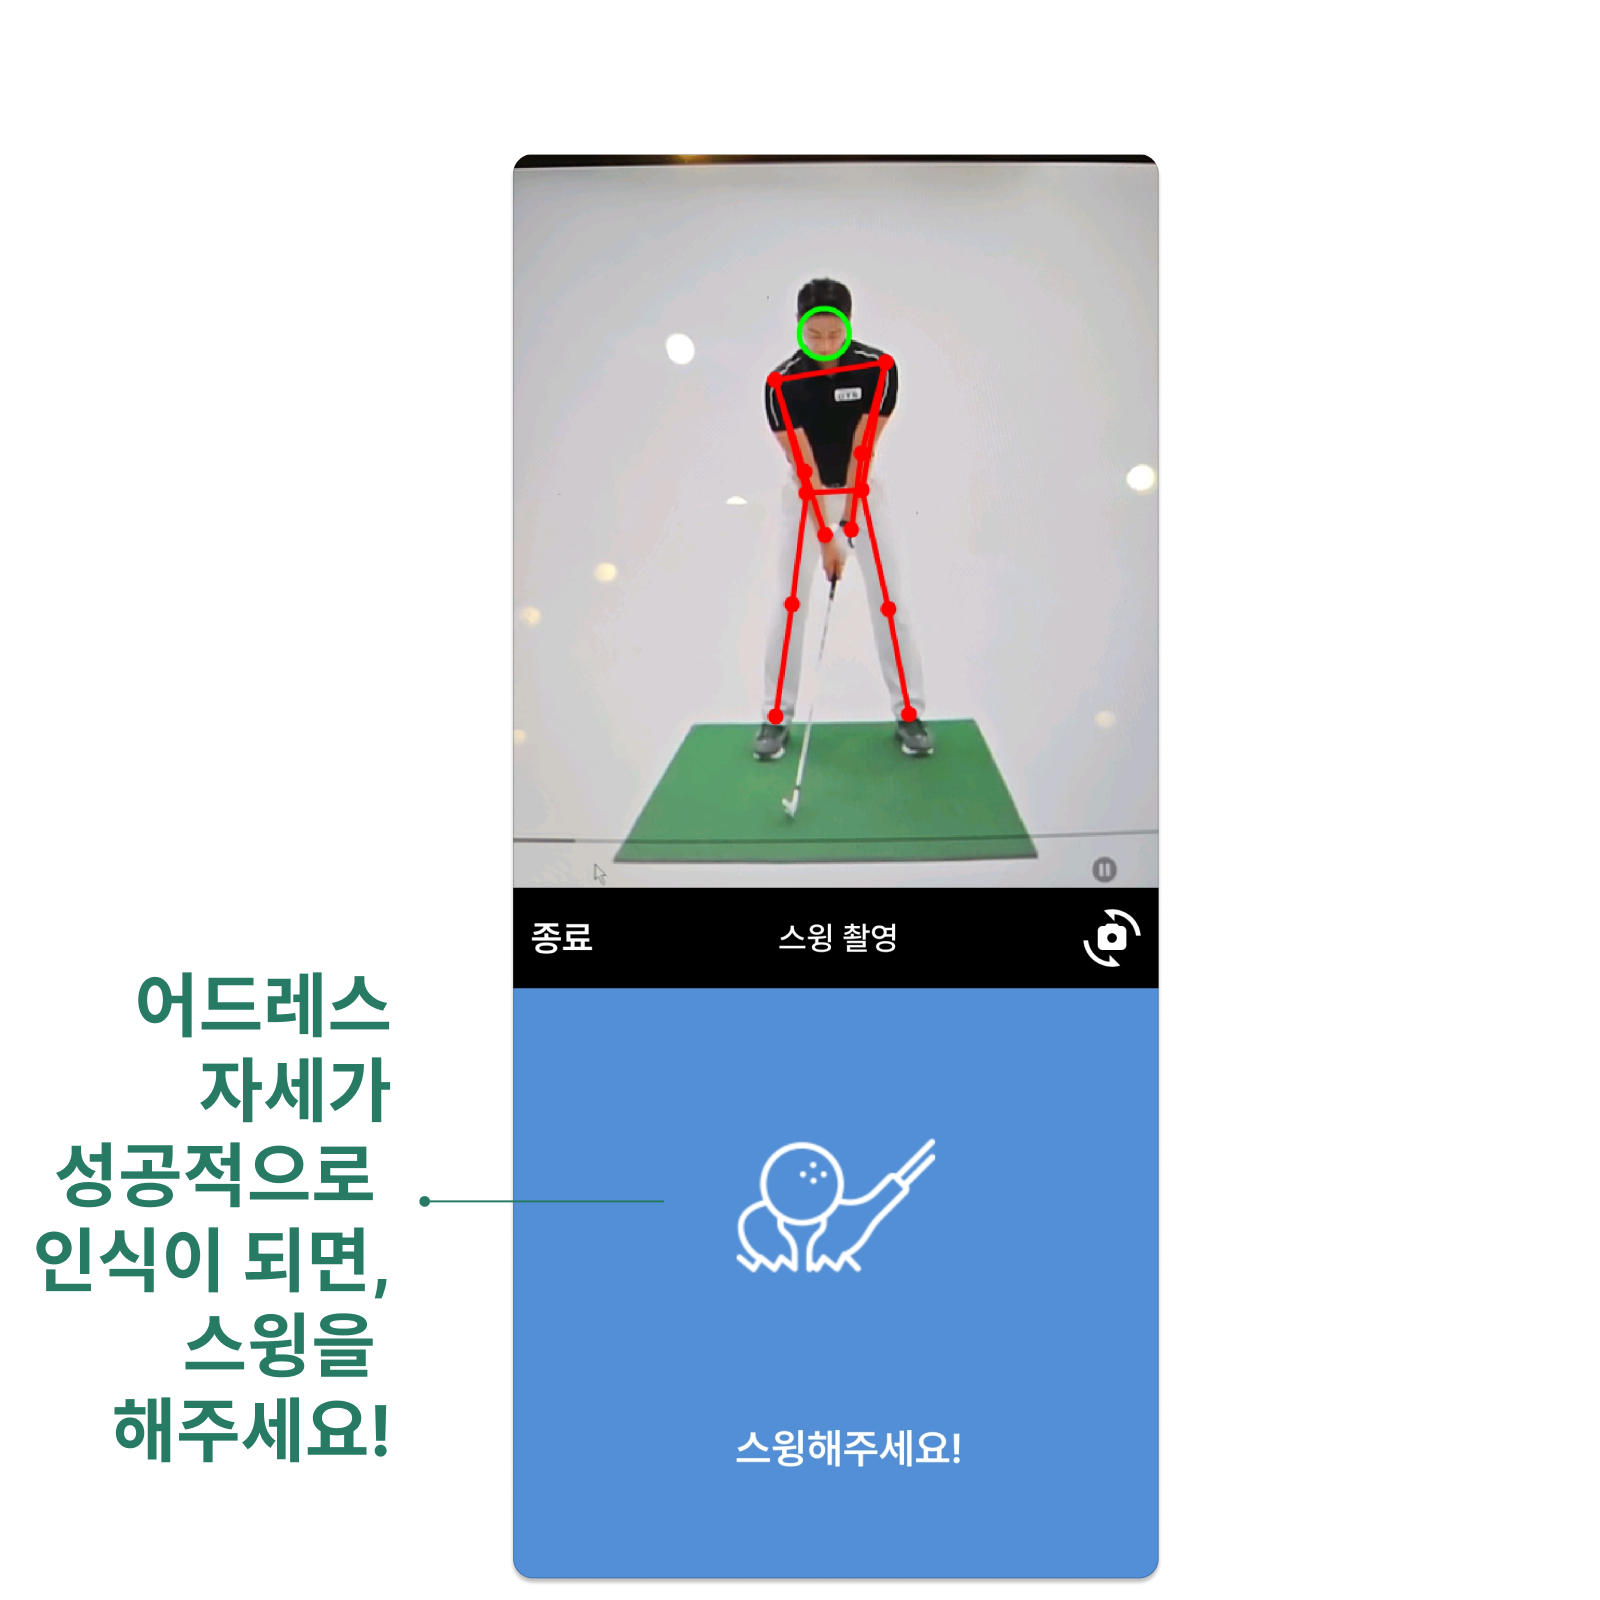 종료
스윙 촬영
어드레스
자세가
성공적으로
인식이 되면,
스윙을
해주세요!
스윙해주세요!